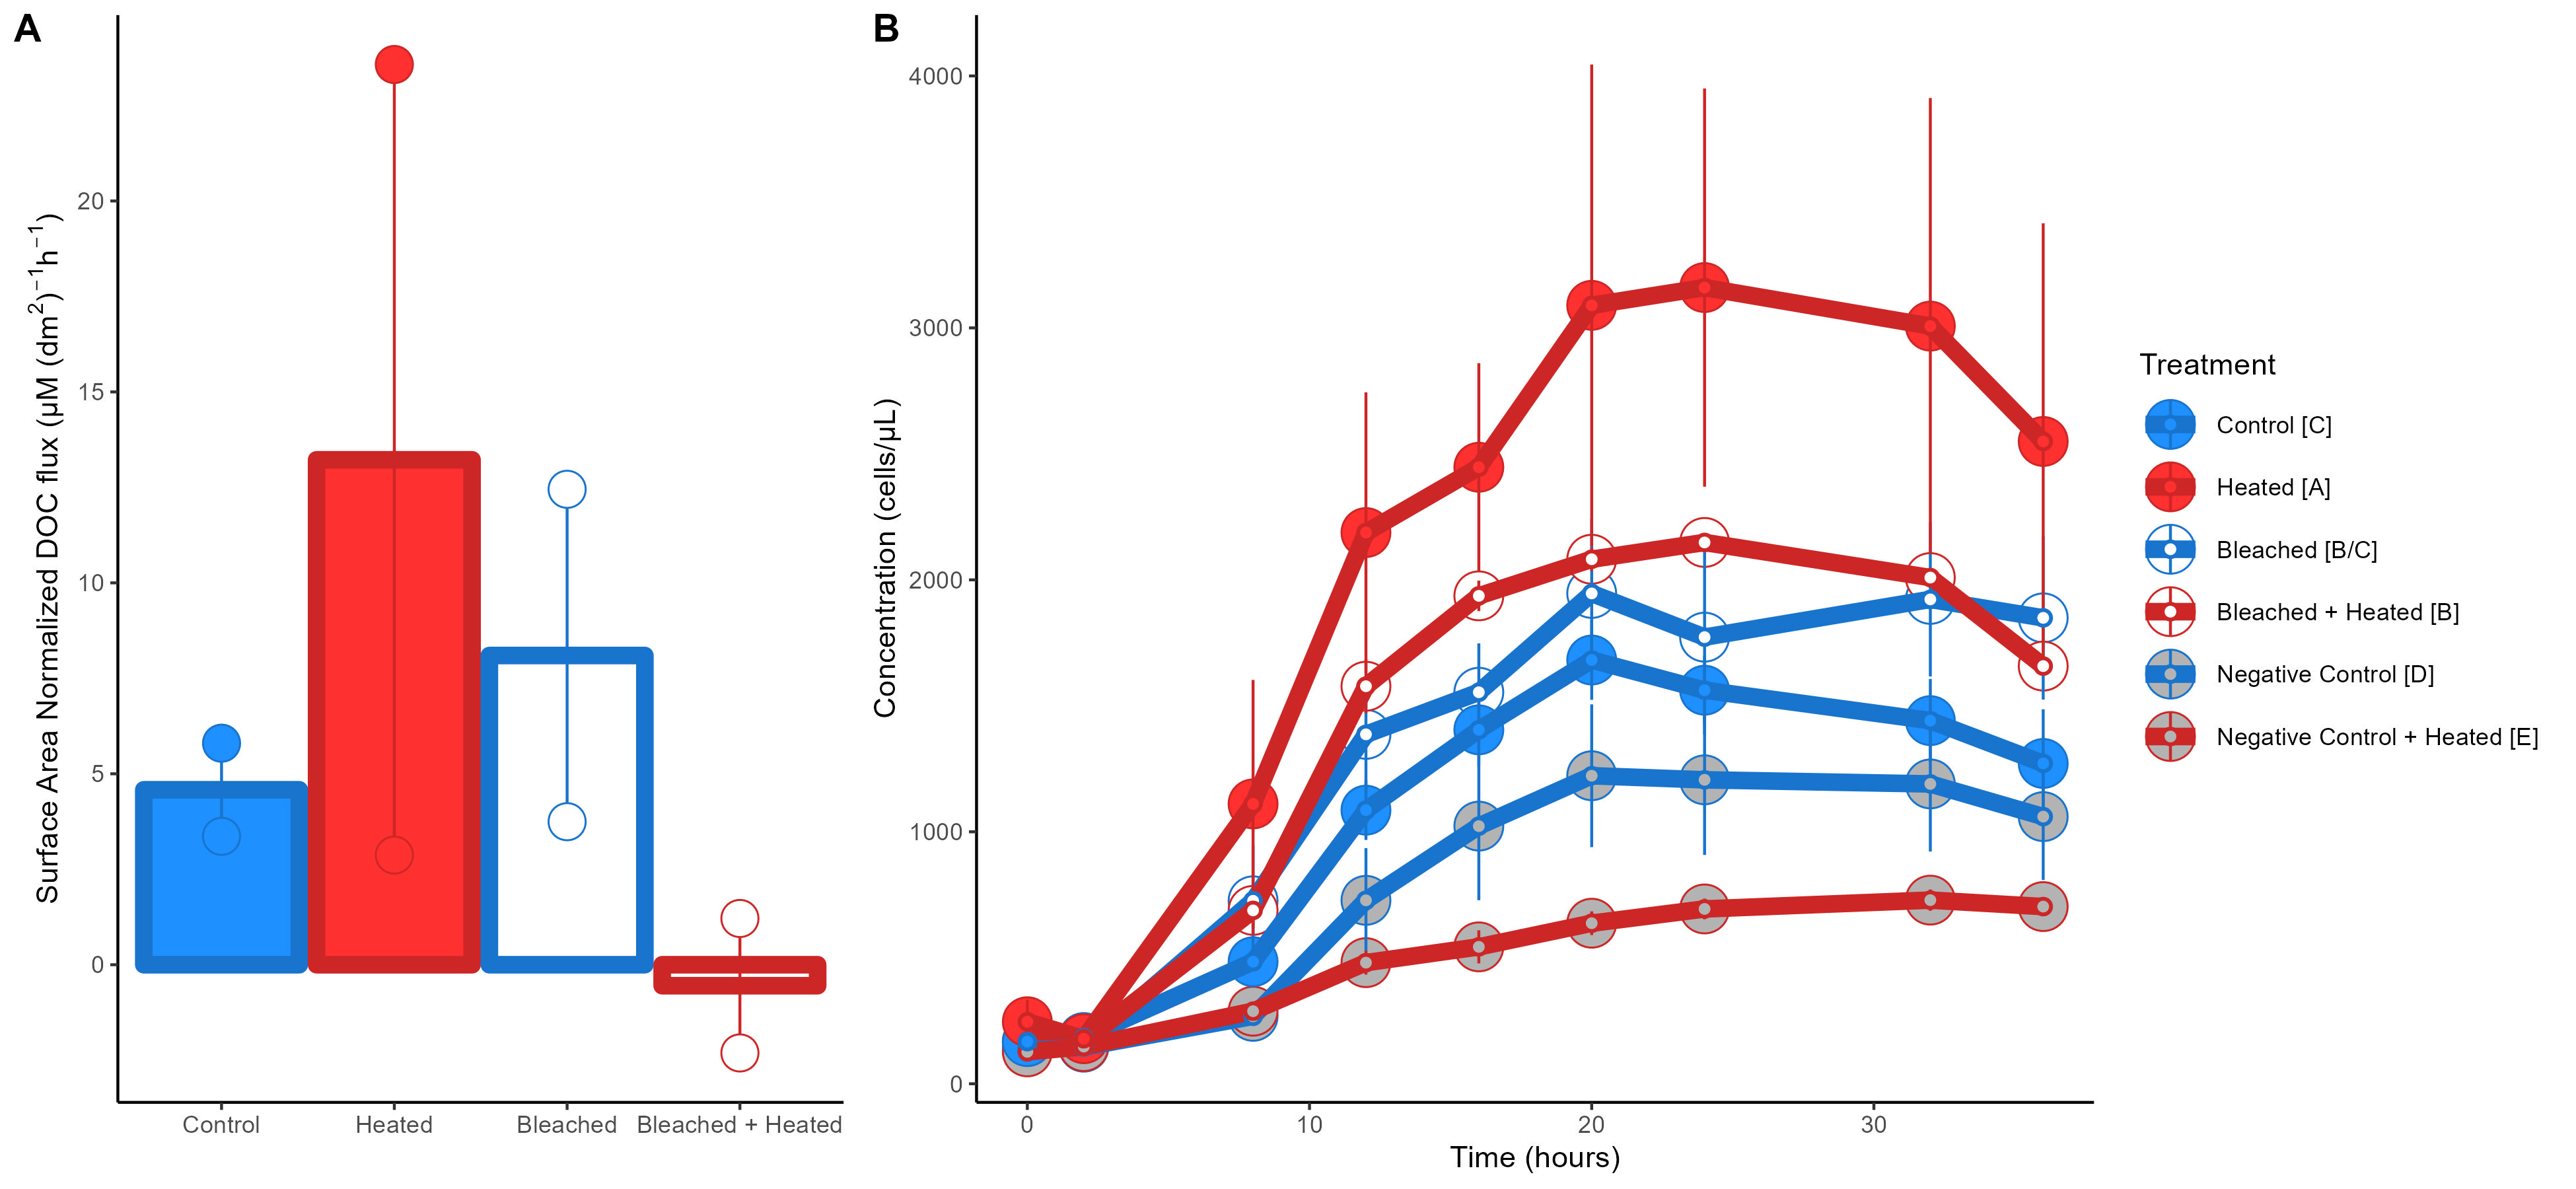 A
Surface Area Normalized DOC flux (µM (dm²)⁻¹h⁻¹)
20
15
10
5
0
Control Heated Bleached Bleached + Heated
B
Concentration (cells/µL)
4000
3000
2000
1000
0
0 10 20 30
Time (hours)
Treatment
Control [C]
Heated [A]
Bleached [B/C]
Bleached + Heated [B]
Negative Control [D]
Negative Control + Heated [E]